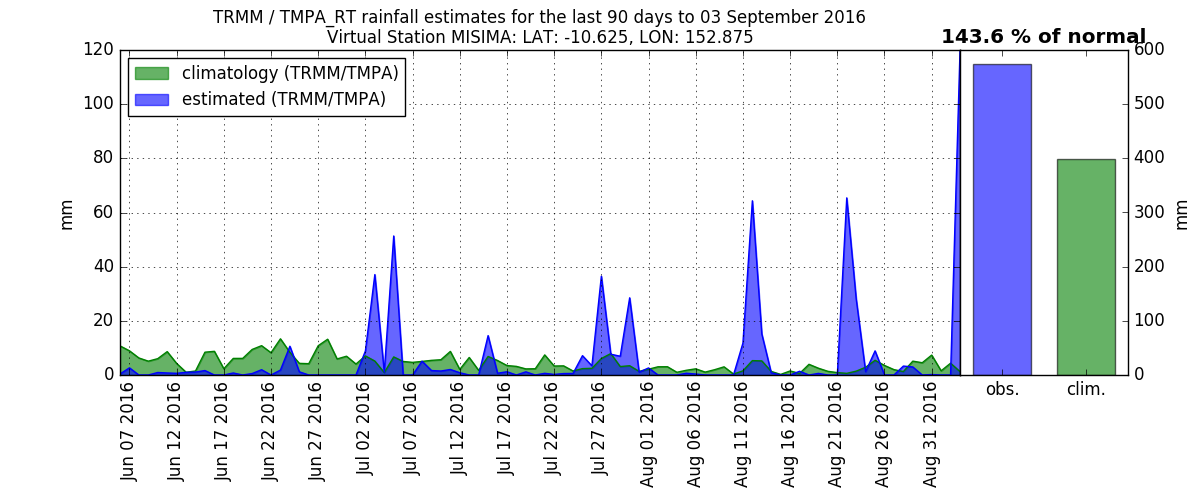 TRMM / TMPA_RT rainfall estimates for the last 90 days to 03 September 2016
Virtual Station MISIMA: LAT: -10.625, LON: 152.875
143.6 % of normal
climatology (TRMM/TMPA)
estimated (TRMM/TMPA)
120
100
80
60
40
20
0
mm
600
500
400
300
200
100
0
mm
Jun 07 2016
Jun 12 2016
Jun 17 2016
Jun 22 2016
Jun 27 2016
Jul 02 2016
Jul 07 2016
Jul 12 2016
Jul 17 2016
Jul 22 2016
Jul 27 2016
Aug 01 2016
Aug 06 2016
Aug 11 2016
Aug 16 2016
Aug 21 2016
Aug 26 2016
Aug 31 2016
obs.
clim.